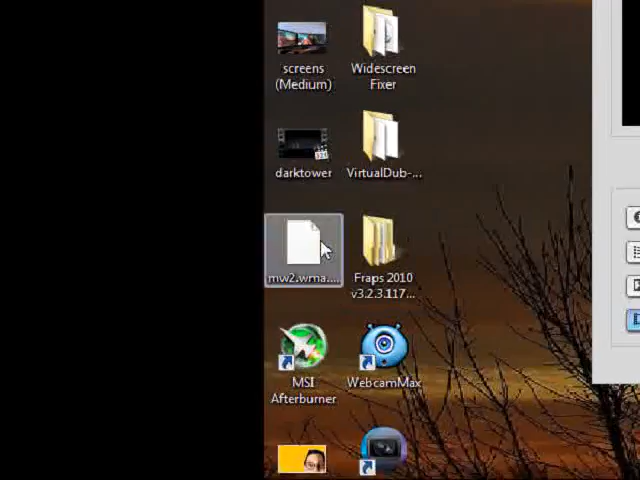 screens
(Medium)
Widescreen
Fixer
darktower
VirtualDub-...
mw2.wma....
Fraps 2010
v3.2.3.117...
MSI
Afterburner
WebcamMax